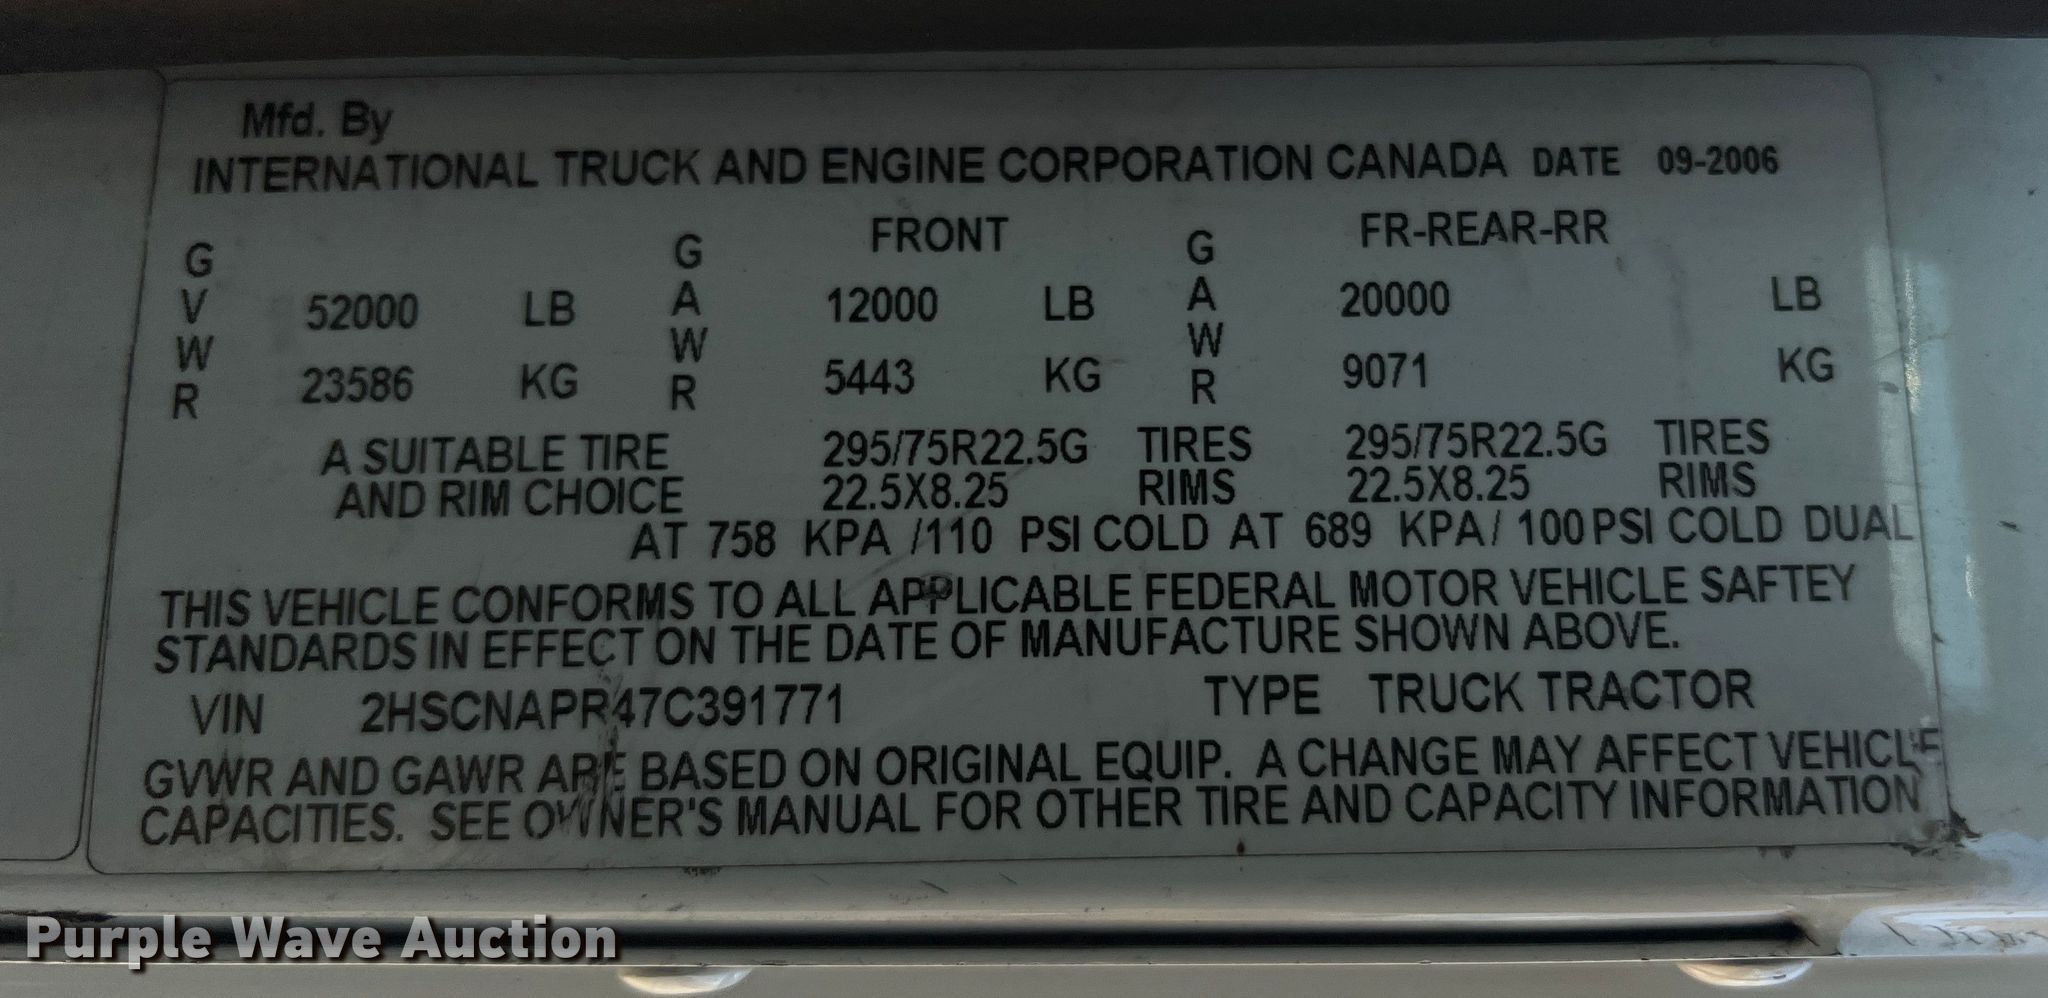 Mfd. By
INTERNATIONAL TRUCK AND ENGINE CORPORATION CANADA DATE 09-2006
GVWR 52000 LB GAWR FRONT 12000 LB GAWR FR-REAR-RR 20000 LB
23586 KG 5443 KG 9071 KG
A SUITABLE TIRE 295/75R22.5G TIRES 295/75R22.5G TIRES
AND RIM CHOICE 22.5X8.25 RIMS 22.5X8.25 RIMS
AT 758 KPA /110 PSI COLD AT 689 KPA/ 100 PSI COLD DUAL
THIS VEHICLE CONFORMS TO ALL APPLICABLE FEDERAL MOTOR VEHICLE SAFTEY
STANDARDS IN EFFECT ON THE DATE OF MANUFACTURE SHOWN ABOVE.
VIN 2HSCNAPR47C391771 TYPE TRUCK TRACTOR
GVWR AND GAWR ARE BASED ON ORIGINAL EQUIP. A CHANGE MAY AFFECT VEHICLE
CAPACITIES. SEE OWNER'S MANUAL FOR OTHER TIRE AND CAPACITY INFORMATION
Purple Wave Auction